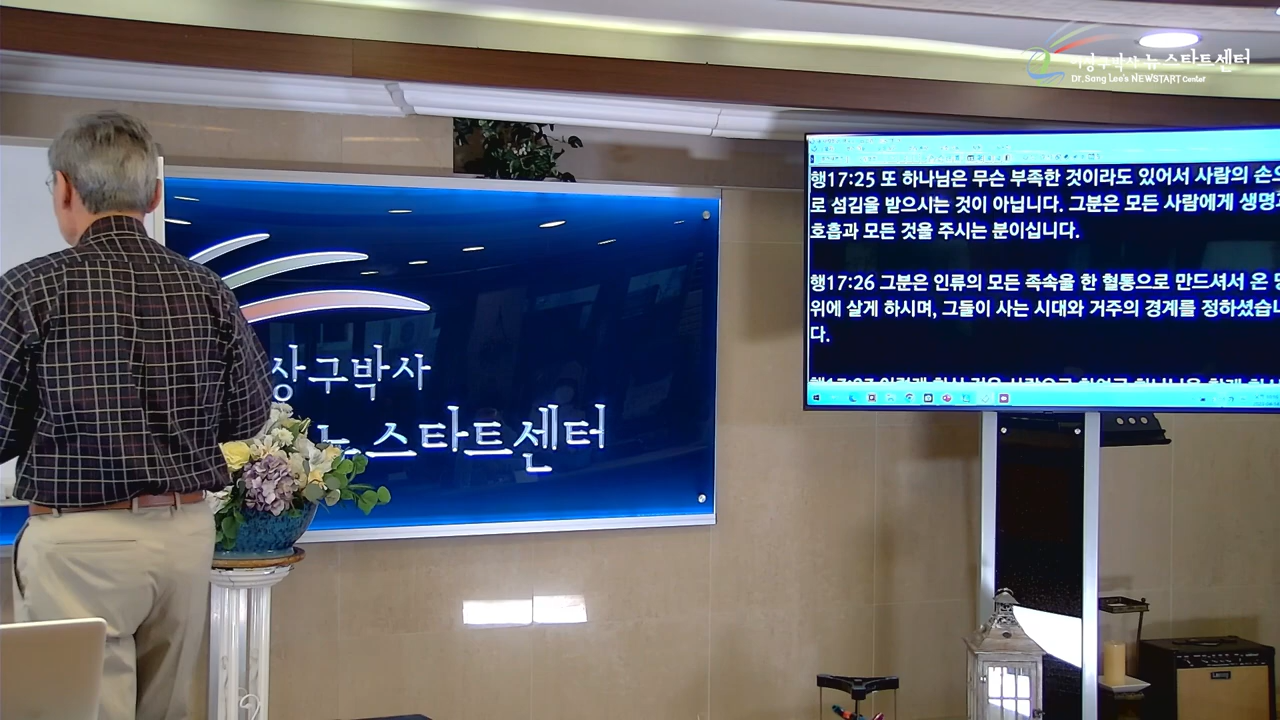 이상구박사 뉴 스타트센터
Dr. Sang Lee's NEWSTART Center
상구박사
뉴 스타트센터
행17:25 또 하나님은 무슨 부족한 것이라도 있어서 사람의 손으
로 섬김을 받으시는 것이 아닙니다. 그분은 모든 사람에게 생명과
호흡과 모든 것을 주시는 분이십니다.
행17:26 그분은 인류의 모든 족속을 한 혈통으로 만드셔서 온 땅
위에 살게 하시며, 그들이 사는 시대와 거주의 경계를 정하셨습니
다.
LANEY